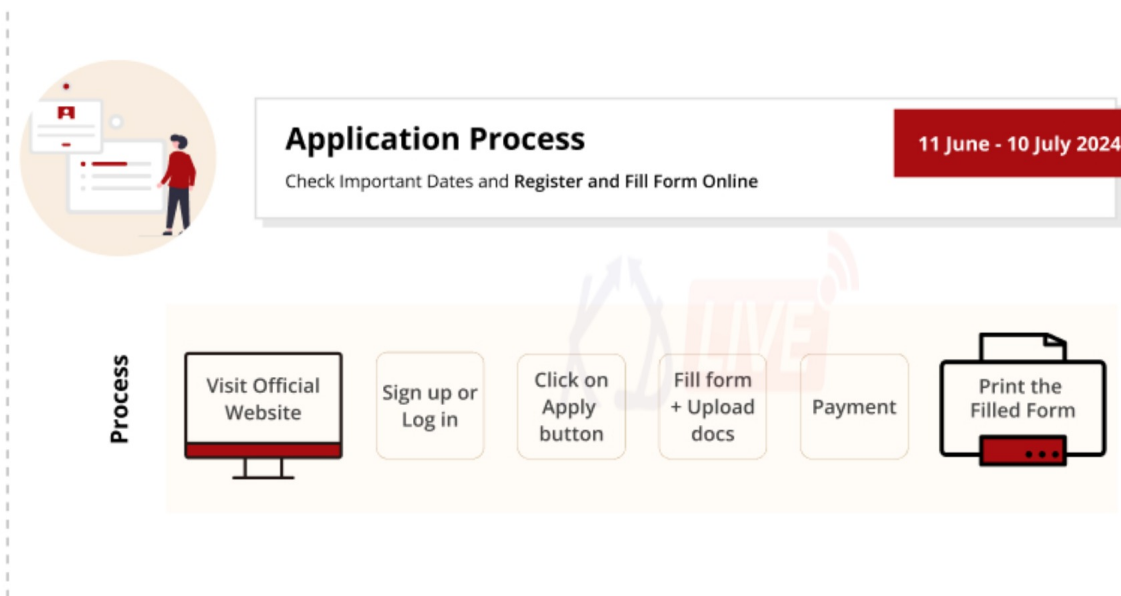 Application Process
11 June - 10 July 2024
Check Important Dates and Register and Fill Form Online
LIVE
Process
Visit Official
Website
Sign up or
Log in
Click on
Apply
button
Fill form
+ Upload
docs
Payment
Print the
Filled Form